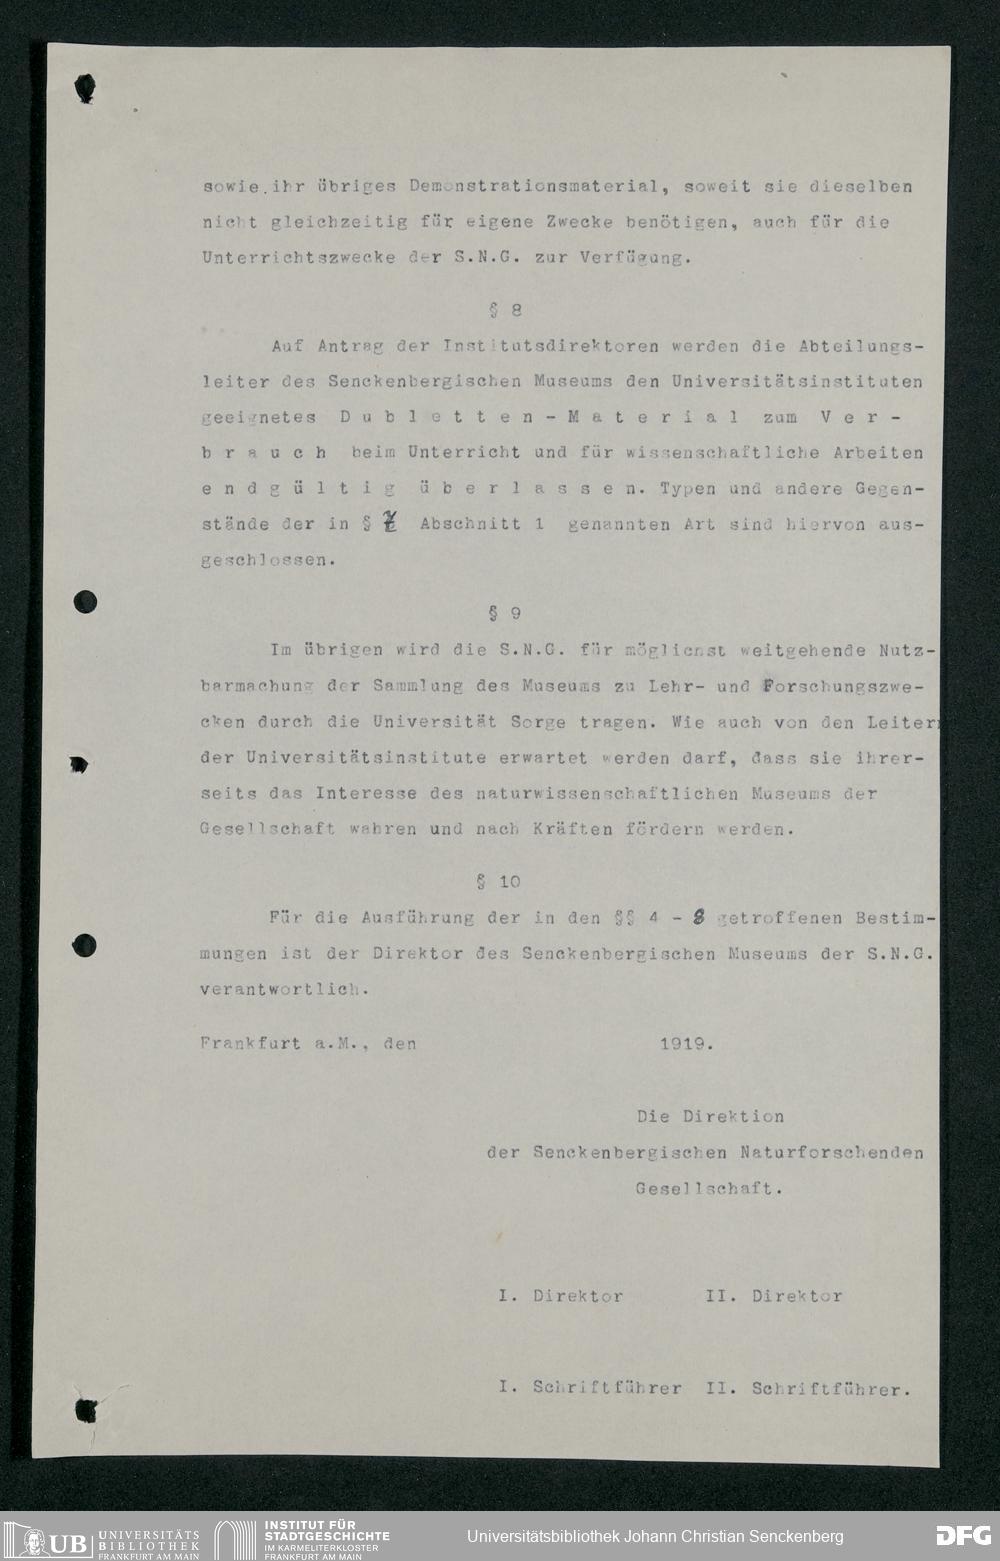 sowie ihr übriges Demonstrationsmaterial, soweit sie dieselben
nicht gleichzeitig für eigene Zwecke benötigen, auch für die
Unterrichtszwecke der S.N.G. zur Verfügung.
§ 8
Auf Antrag der Institutsdirektoren werden die Abteilungs-
leiter des Senckenbergischen Museums den Universitätsinstituten
geeignetes D u b l e t t e n - M a t e r i a l zum V e r -
b r a u c h beim Unterricht und für wissenschaftliche Arbeiten
e n d g ü l t i g ü b e r l a s s e n. Typen und andere Gegen-
stände der in § Abschnitt 1 genannten Art sind hiervon aus-
geschlossen.
§ 9
Im übrigen wird die S.N.G. für möglichst weitgehende Nutz-
barmachung der Sammlung des Museums zu Lehr- und Forschungszwe-
cken durch die Universität Sorge tragen. Wie auch von den Leitern
der Universitätsinstitute erwartet werden darf, dass sie ihrer-
seits das Interesse des naturwissenschaftlichen Museums der
Gesellschaft wahren und nach Kräften fördern werden.
§ 10
Für die Ausführung der in den §§ 4 - 8 getroffenen Bestim-
mungen ist der Direktor des Senckenbergischen Museums der S.N.G.
verantwortlich.
Frankfurt a.M., den 1919.
Die Direktion
der Senckenbergischen Naturforschenden
Gesellschaft.
I. Direktor II. Direktor
I. Schriftführer II. Schriftführer.
UB UNIVERSITÄTS
BIBLIOTHEK
FRANKFURT AM MAIN
INSTITUT FÜR
STADTGESCHICHTE
IM KARMELITERKLOSTER
FRANKFURT AM MAIN
Universitätsbibliothek Johann Christian Senckenberg
DFG